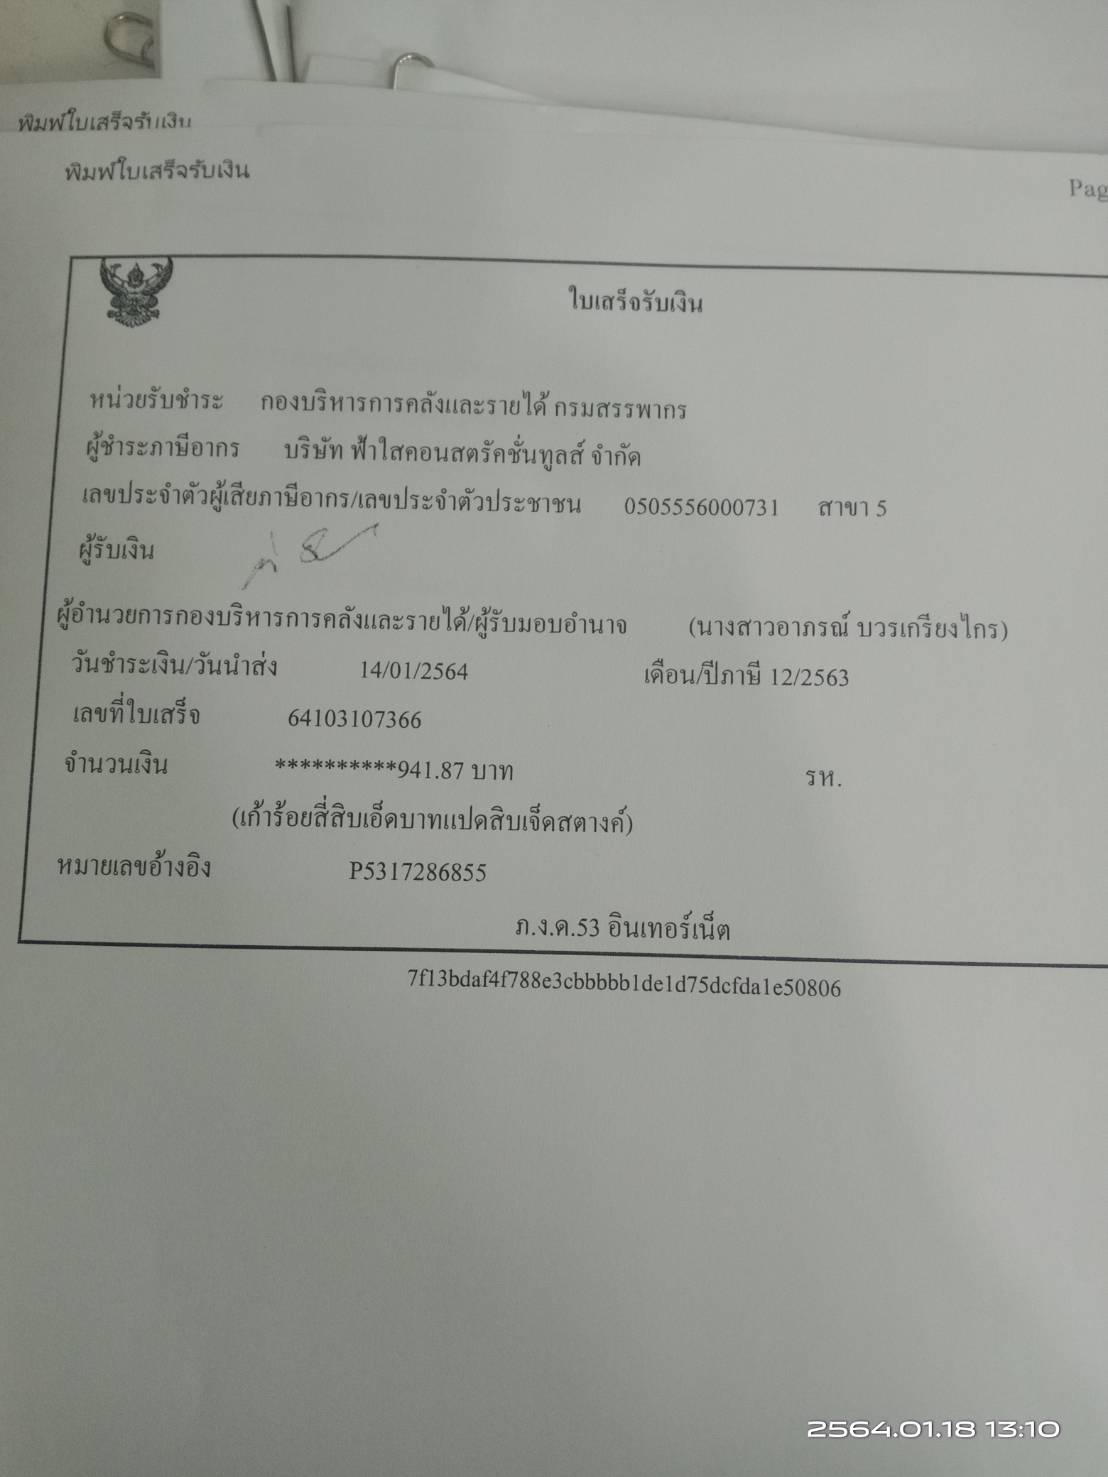 พิมพ์ใบเสร็จรับเงิน
พิมพ์ใบเสร็จรับเงิน
Pag
ใบเสร็จรับเงิน
หน่วยรับชำระ กองบริหารการคลังและรายได้ กรมสรรพากร
ผู้ชำระภาษีอากร บริษัท ฟ้าใสคอนสตรัคชั่นทูลส์ จำกัด
เลขประจำตัวผู้เสียภาษีอากร/เลขประจำตัวประชาชน 0505556000731 สาขา 5
ผู้รับเงิน
ผู้อำนวยการกองบริหารการคลังและรายได้/ผู้รับมอบอำนาจ (นางสาวอาภรณ์ บวรเกรียงไกร)
วันชำระเงิน/วันนำส่ง 14/01/2564 เดือน/ปีภาษี 12/2563
เลขที่ใบเสร็จ 64103107366
จำนวนเงิน **********941.87 บาท รห.
(เก้าร้อยสี่สิบเอ็ดบาทแปดสิบเจ็ดสตางค์)
หมายเลขอ้างอิง P5317286855
ภ.ง.ด.53 อินเทอร์เน็ต
7f13bdaf4f788e3cbbbbb1de1d75dcfda1e50806
2564.01.18 13:10